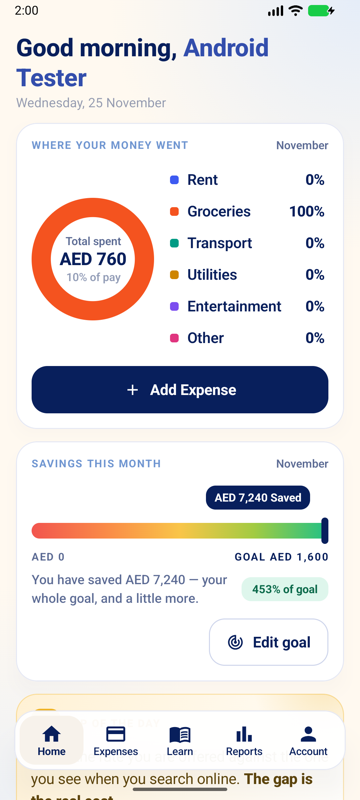 2:00
Good morning, Android
Tester
Wednesday, 25 November
WHERE YOUR MONEY WENT November
Rent 0%
Groceries 100%
Transport 0%
Utilities 0%
Entertainment 0%
Other 0%
Total spent
AED 760
10% of pay
+ Add Expense
SAVINGS THIS MONTH November
AED 7,240 Saved
AED 0 GOAL AED 1,600
You have saved AED 7,240 — your
whole goal, and a little more.
453% of goal
Edit goal
Home Expenses Learn Reports Account
you see when you search online. The gap is
the real cost